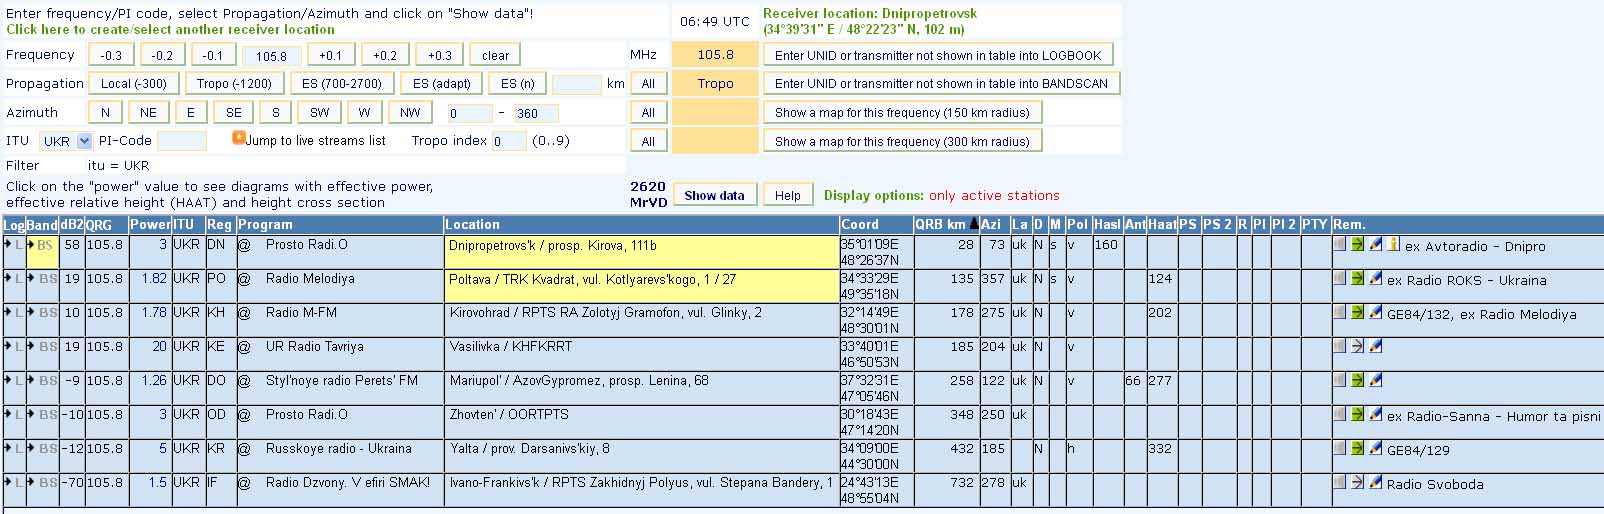 Enter frequency/PI code, select Propagation/Azimuth and click on "Show data"!
Click here to create/select another receiver location
06:49 UTC
Receiver location: Dnipropetrovsk
(34°39'31" E / 48°22'23" N, 102 m)
Frequency -0.3 -0.2 -0.1 105.8 +0.1 +0.2 +0.3 clear MHz 105.8 Enter UNID or transmitter not shown in table into LOGBOOK
Propagation Local (-300) Tropo (-1200) ES (700-2700) ES (adapt) ES (n) km All Tropo Enter UNID or transmitter not shown in table into BANDSCAN
Azimuth N NE E SE S SW W NW 0 - 360 All Show a map for this frequency (150 km radius)
ITU UKR PI-Code Jump to live streams list Tropo index 0 (0..9) All Show a map for this frequency (300 km radius)
Filter itu = UKR
Click on the "power" value to see diagrams with effective power,
effective relative height (HAAT) and height cross section
2620
MrVD
Show data Help Display options: only active stations
Log Band dB2 QRG Power ITU Reg Program Location Coord QRB km Azi La D M Pol Hasl Ant Haat PS PS 2 R PI PI 2 PTY Rem.
L BS 58 105.8 3 UKR DN @ Prosto Radi.O Dnipropetrovs'k / prosp. Kirova, 111b 35°01'09E 28 73 uk N s v 160 ex Avtoradio - Dnipro
48°26'37N
L BS 19 105.8 1.82 UKR PO @ Radio Melodiya Poltava / TRK Kvadrat, vul. Kotlyarevs'kogo, 1 / 27 34°33'29E 135 357 uk N s v 124 ex Radio ROKS - Ukraina
49°35'18N
L BS 10 105.8 1.78 UKR KH @ Radio M-FM Kirovohrad / RPTS RA Zolotyj Gramofon, vul. Glinky, 2 32°14'49E 178 275 uk N v 202 GE84/132, ex Radio Melodiya
48°30'01N
L BS 19 105.8 20 UKR KE @ UR Radio Tavriya Vasilivka / KHFKRRT 33°40'01E 185 204 uk N v
46°50'53N
L BS -9 105.8 1.26 UKR DO @ Styl'noye radio Perets' FM Mariupol' / AzovGypromez, prosp. Lenina, 68 37°32'31E 258 122 uk N v 66 277
47°05'46N
L BS -10 105.8 3 UKR OD @ Prosto Radi.O Zhovten' / OORTPTS 30°18'43E 348 250 uk ex Radio-Sanna - Humor ta pisni
47°14'20N
L BS -12 105.8 5 UKR KR @ Russkoye radio - Ukraina Yalta / prov. Darsanivs'kiy, 8 34°09'00E 432 185 N h 332 GE84/129
44°30'00N
L BS -70 105.8 1.5 UKR IF @ Radio Dzvony. V efiri SMAK! Ivano-Frankivs'k / RPTS Zakhidnyj Polyus, vul. Stepana Bandery, 1 24°43'13E 732 278 uk Radio Svoboda
48°55'04N